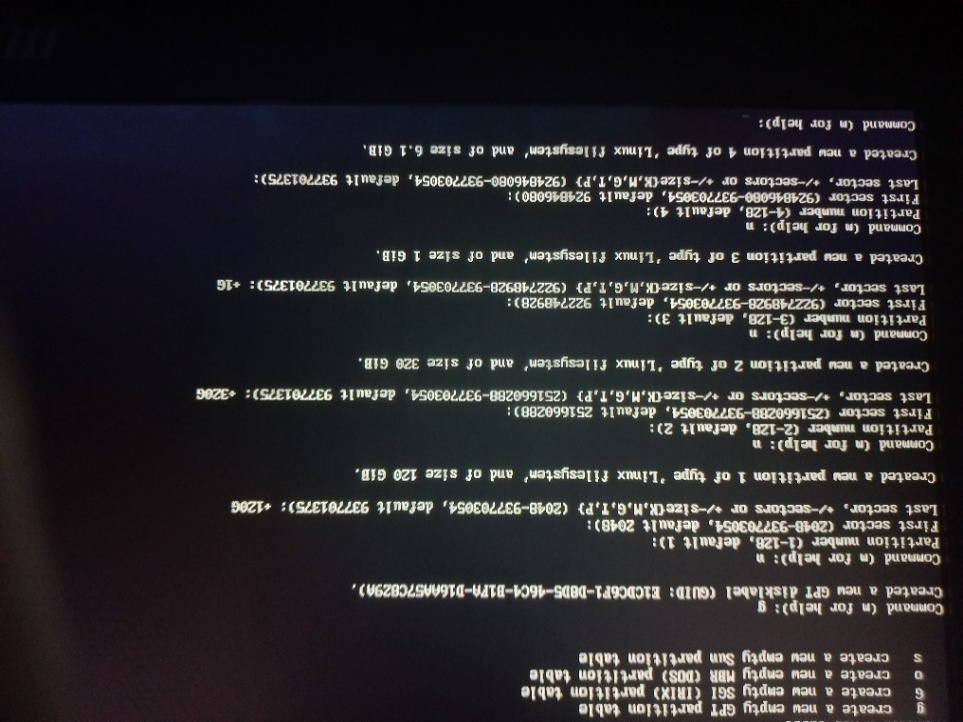 g create a new empty GPT partition table
G create a new empty SGI (IRIX) partition table
o create a new empty MBR (DOS) partition table
s create a new empty Sun partition table
Command (m for help): g
Created a new GPT disklabel (GUID: E1CDC6F1-D8D5-46C4-B1FA-D16AA57C829A).
Command (m for help): n
Partition number (1-128, default 1):
First sector (2048-937703054, default 2048):
Last sector, +/-sectors or +/-size{K,M,G,T,P} (2048-937703054, default 937701375): +120G
Created a new partition 1 of type 'Linux filesystem' and of size 120 GiB.
Command (m for help): n
Partition number (2-128, default 2):
First sector (251660288-937703054, default 251660288):
Last sector, +/-sectors or +/-size{K,M,G,T,P} (251660288-937703054, default 937701375): +320G
Created a new partition 2 of type 'Linux filesystem' and of size 320 GiB.
Command (m for help): n
Partition number (3-128, default 3):
First sector (922748928-937703054, default 922748928):
Last sector, +/-sectors or +/-size{K,M,G,T,P} (922748928-937703054, default 937701375): +1G
Created a new partition 3 of type 'Linux filesystem' and of size 1 GiB.
Command (m for help): n
Partition number (4-128, default 4):
First sector (924846080-937703054, default 924846080):
Last sector, +/-sectors or +/-size{K,M,G,T,P} (924846080-937703054, default 937701375):
Created a new partition 4 of type 'Linux filesystem' and of size 6.1 GiB.
Command (m for help):